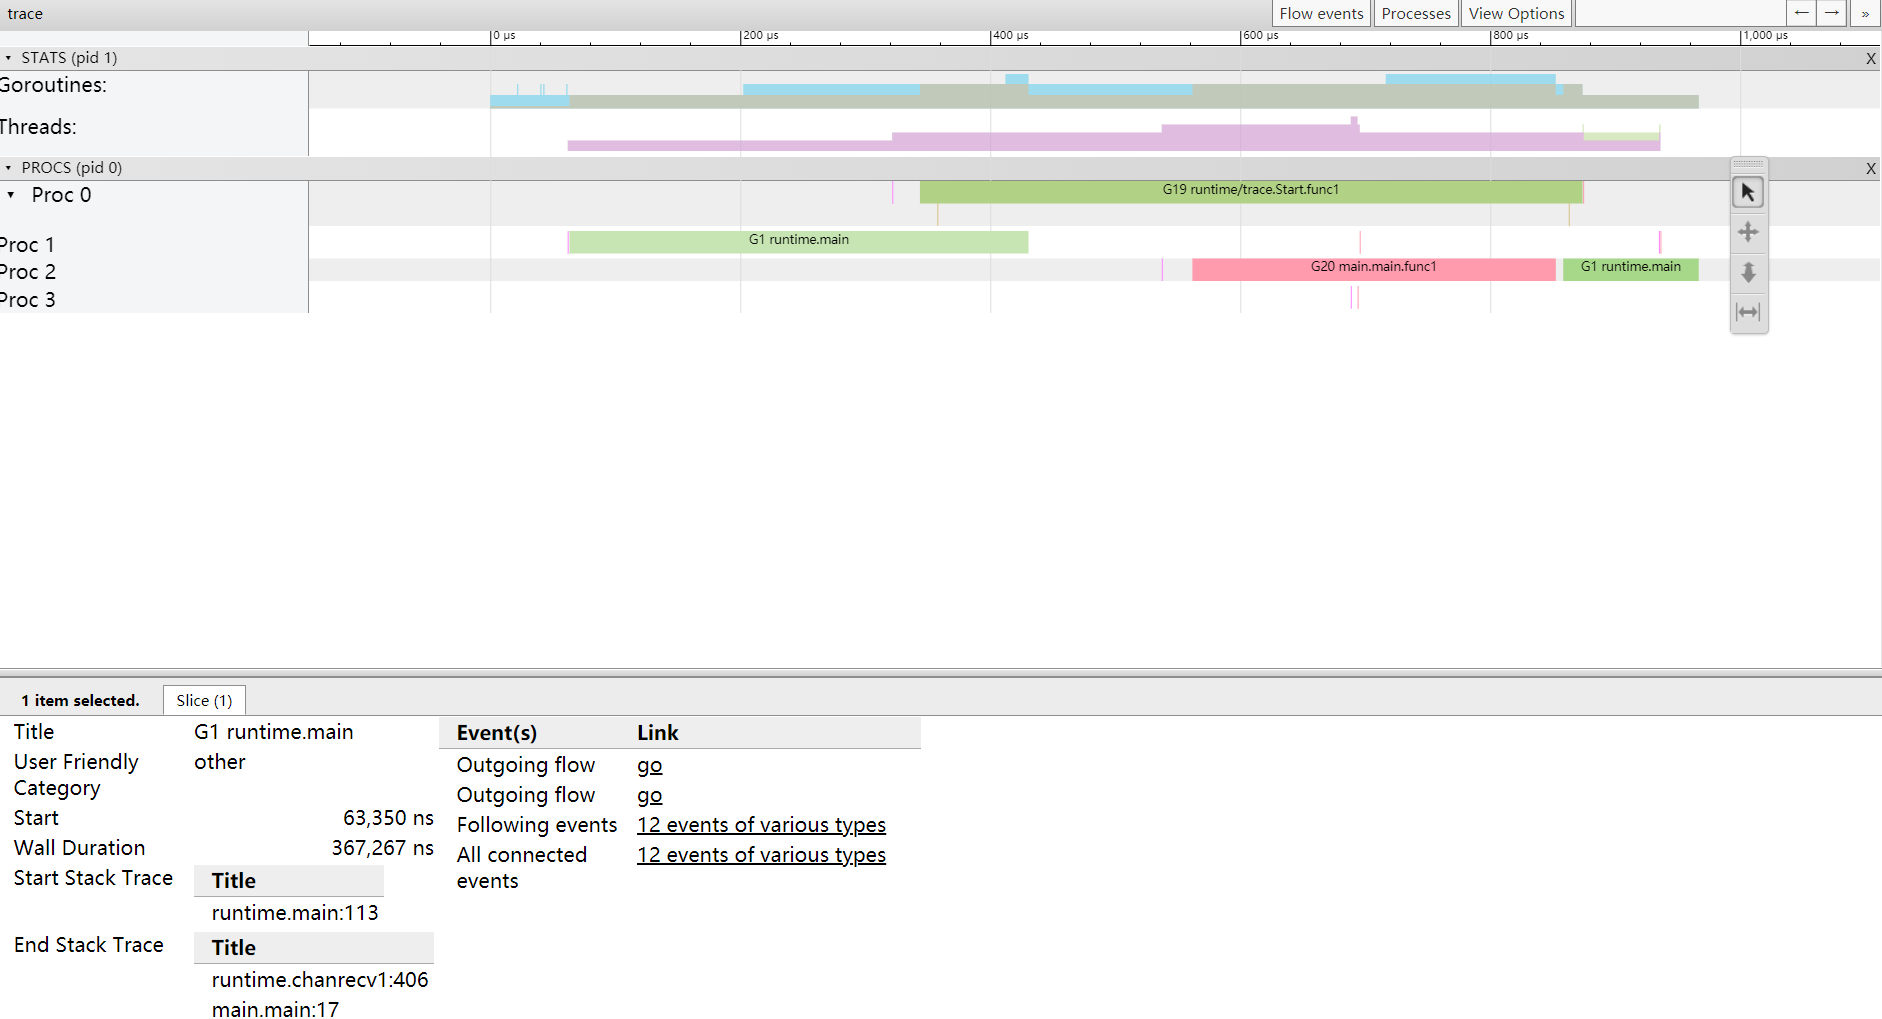 trace
Flow events Processes View Options ← → »
0 μs 200 μs 400 μs 600 μs 800 μs 1,000 μs
▾ STATS (pid 1) X
Goroutines:
Threads:
▾ PROCS (pid 0) X
▾ Proc 0
G19 runtime/trace.Start.func1
Proc 1
G1 runtime.main
Proc 2
G20 main.main.func1 G1 runtime.main
Proc 3
1 item selected. Slice (1)
Title G1 runtime.main
User Friendly Category other
Start 63,350 ns
Wall Duration 367,267 ns
Start Stack Trace Title
runtime.main:113
End Stack Trace Title
runtime.chanrecv1:406
main.main:17
Event(s) Link
Outgoing flow go
Outgoing flow go
Following events 12 events of various types
All connected events 12 events of various types